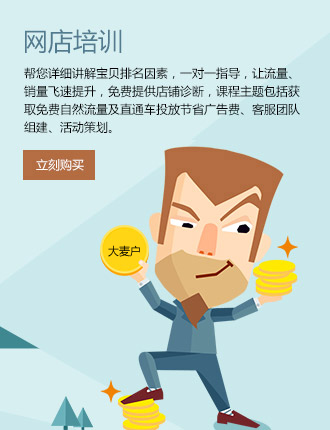 网店培训
帮您详细讲解宝贝排名因素，一对一指导，让流量、
销量飞速提升，免费提供店铺诊断，课程主题包括获
取免费自然流量及直通车投放节省广告费、客服团队
组建、活动策划。
立刻购买
大麦户